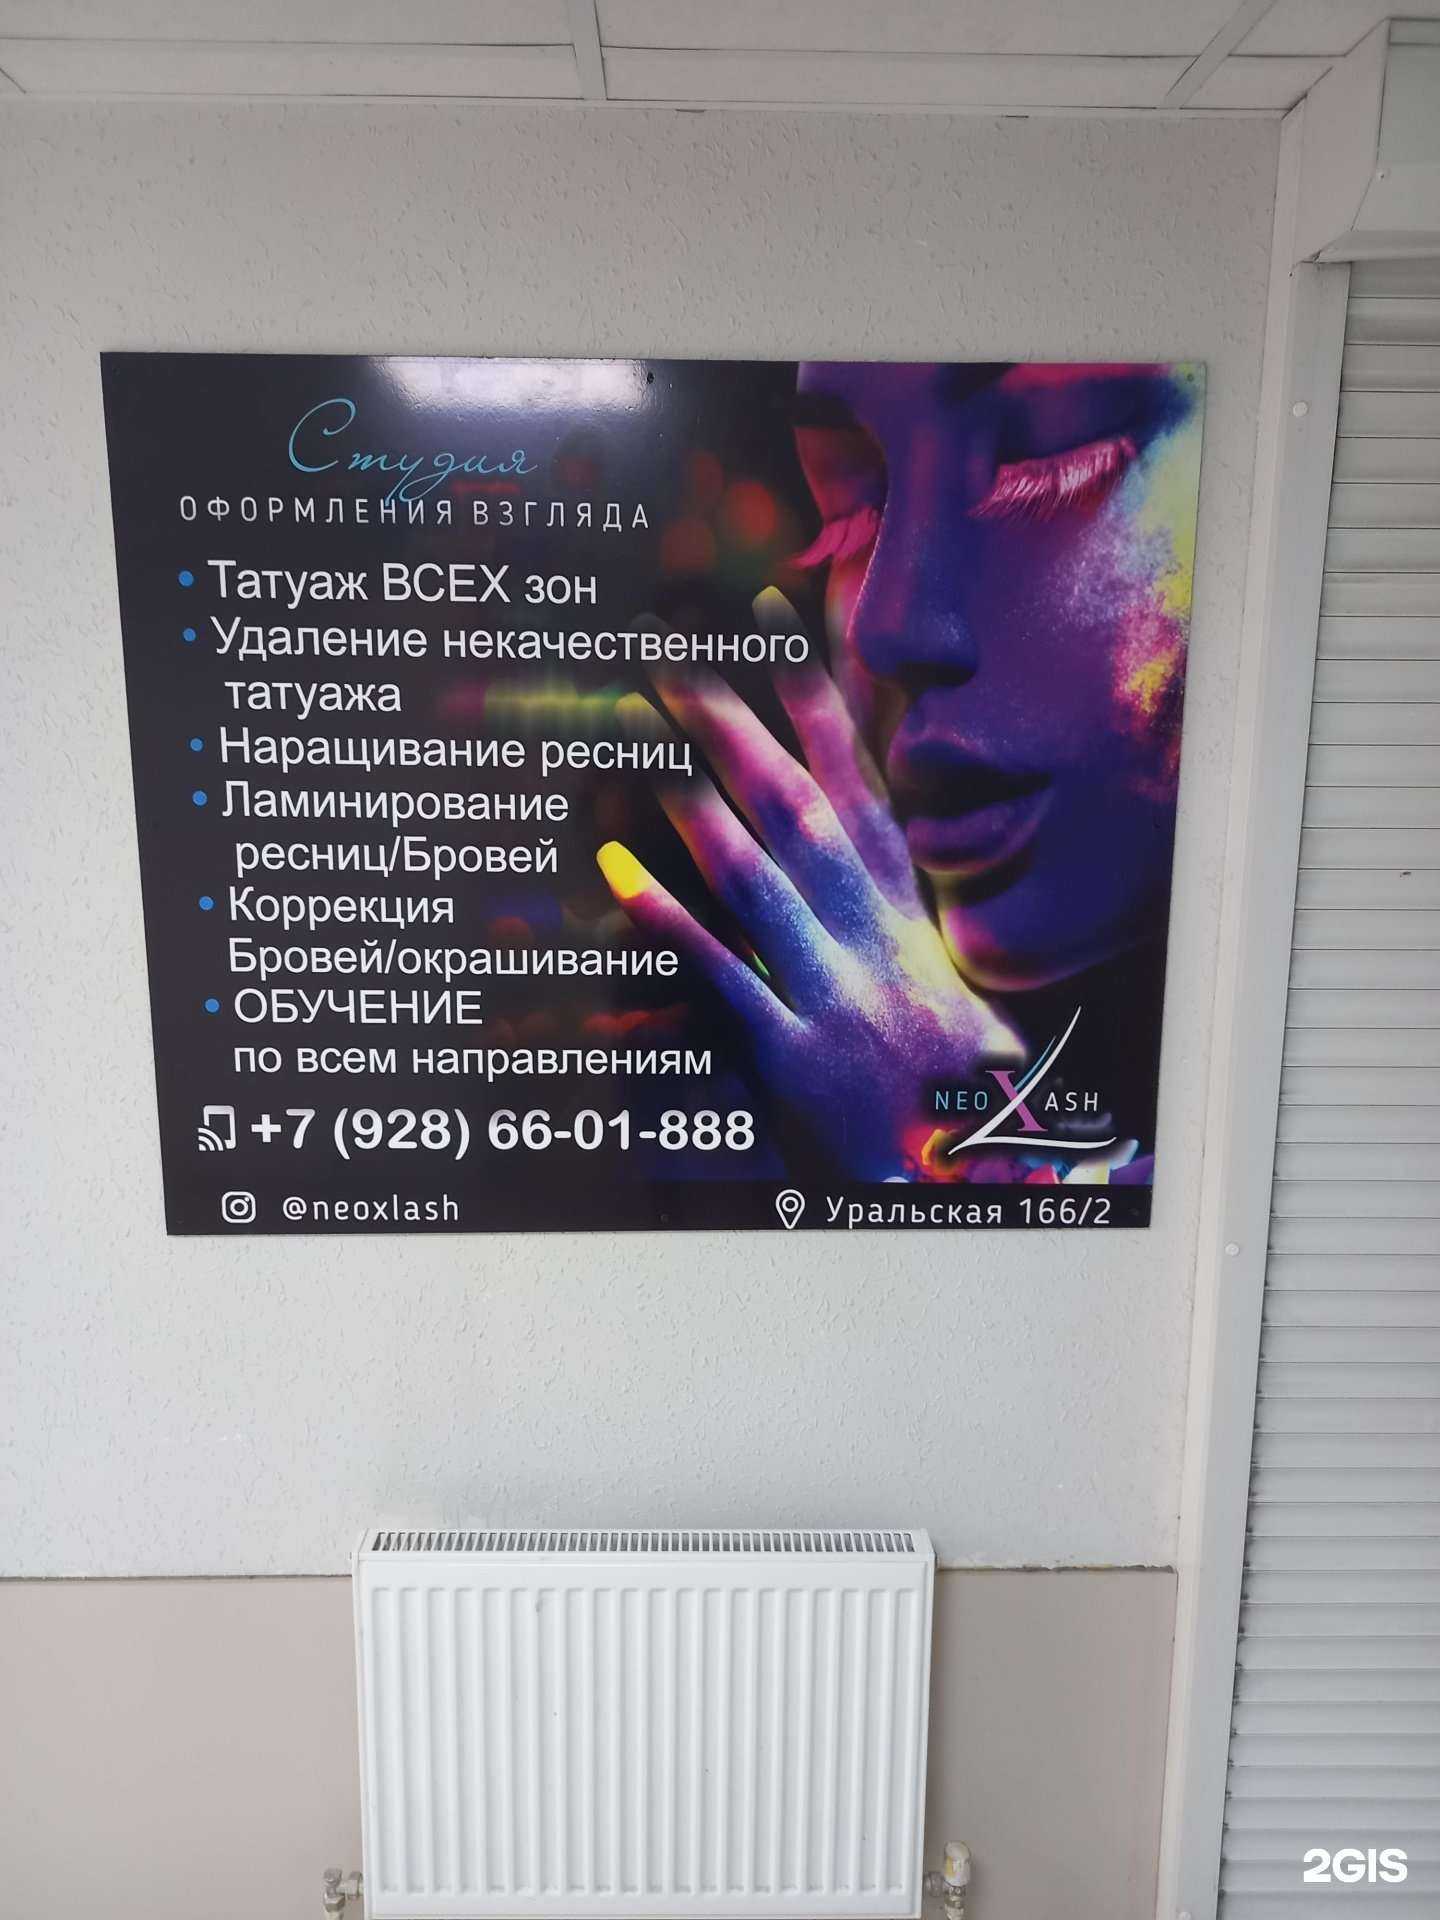 Студия
ОФОРМЛЕНИЯ ВЗГЛЯДА
• Татуаж ВСЕХ зон
• Удаление некачественного
татуажа
• Наращивание ресниц
• Ламинирование
ресниц/Бровей
• Коррекция
Бровей/окрашивание
• ОБУЧЕНИЕ
по всем направлениям
+7 (928) 66-01-888
NEO X LASH
@neoxlash
Уральская 166/2
2GIS